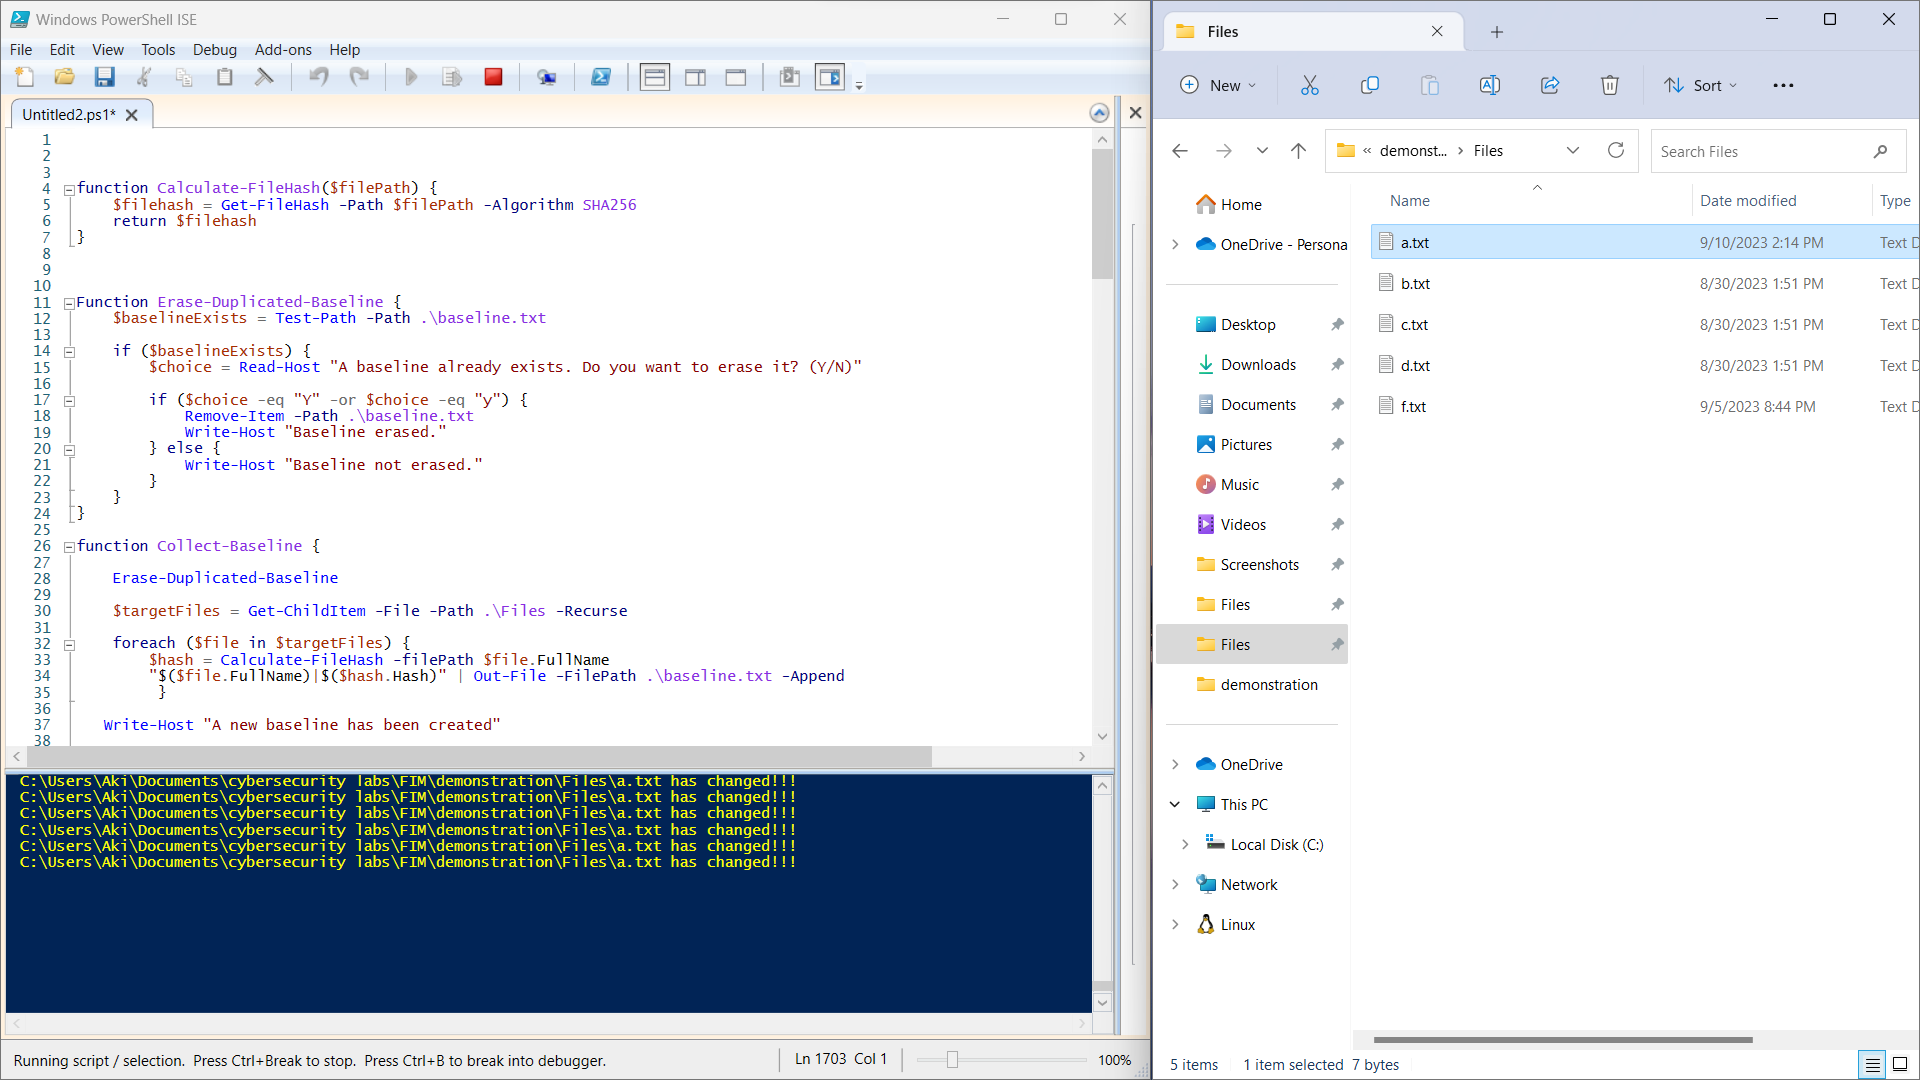 Windows PowerShell ISE
File Edit View Tools Debug Add-ons Help
Untitled2.ps1*
1
2
3
4 function Calculate-FileHash($filePath) {
5 $filehash = Get-FileHash -Path $filePath -Algorithm SHA256
6 return $filehash
7 }
8
9
10
11 Function Erase-Duplicated-Baseline {
12 $baselineExists = Test-Path -Path .\baseline.txt
13
14 if ($baselineExists) {
15 $choice = Read-Host "A baseline already exists. Do you want to erase it? (Y/N)"
16
17 if ($choice -eq "Y" -or $choice -eq "y") {
18 Remove-Item -Path .\baseline.txt
19 Write-Host "Baseline erased."
20 } else {
21 Write-Host "Baseline not erased."
22 }
23 }
24 }
25
26 function Collect-Baseline {
27
28 Erase-Duplicated-Baseline
29
30 $targetFiles = Get-ChildItem -File -Path .\Files -Recurse
31
32 foreach ($file in $targetFiles) {
33 $hash = Calculate-FileHash -filePath $file.FullName
34 "$($file.FullName)|$($hash.Hash)" | Out-File -FilePath .\baseline.txt -Append
35 }
36
37 Write-Host "A new baseline has been created"
38
C:\Users\Aki\Documents\cybersecurity labs\FIM\demonstration\Files\a.txt has changed!!!
C:\Users\Aki\Documents\cybersecurity labs\FIM\demonstration\Files\a.txt has changed!!!
C:\Users\Aki\Documents\cybersecurity labs\FIM\demonstration\Files\a.txt has changed!!!
C:\Users\Aki\Documents\cybersecurity labs\FIM\demonstration\Files\a.txt has changed!!!
C:\Users\Aki\Documents\cybersecurity labs\FIM\demonstration\Files\a.txt has changed!!!
C:\Users\Aki\Documents\cybersecurity labs\FIM\demonstration\Files\a.txt has changed!!!
Running script / selection. Press Ctrl+Break to stop. Press Ctrl+B to break into debugger.
Ln 1703 Col 1
100%
Files
New
Sort
« demonst... > Files
Search Files
Home
OneDrive - Persona
Desktop
Downloads
Documents
Pictures
Music
Videos
Screenshots
Files
Files
demonstration
OneDrive
This PC
Local Disk (C:)
Network
Linux
Name Date modified Type
a.txt 9/10/2023 2:14 PM Text D
b.txt 8/30/2023 1:51 PM Text D
c.txt 8/30/2023 1:51 PM Text D
d.txt 8/30/2023 1:51 PM Text D
f.txt 9/5/2023 8:44 PM Text D
5 items 1 item selected 7 bytes